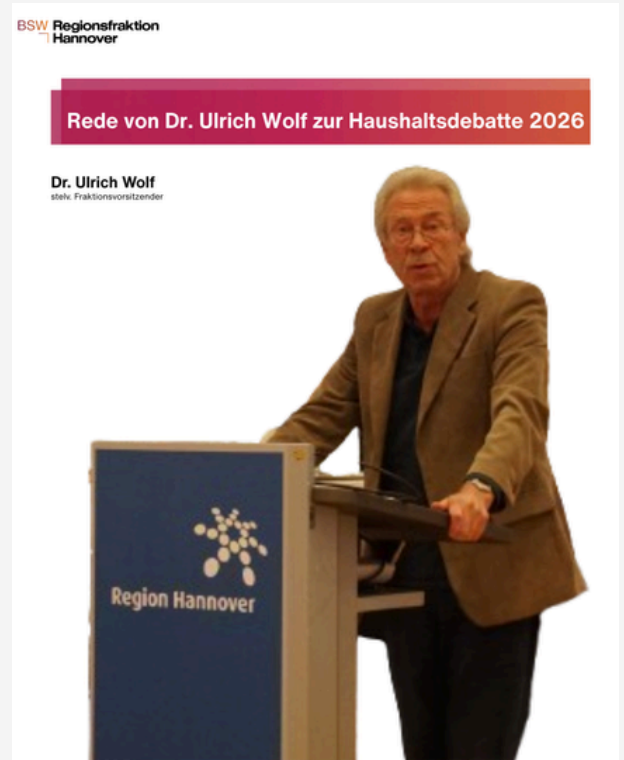 BSW Regionsfraktion
Hannover
Rede von Dr. Ulrich Wolf zur Haushaltsdebatte 2026
Dr. Ulrich Wolf
stelv. Fraktionsvorsitzender
Region Hannover